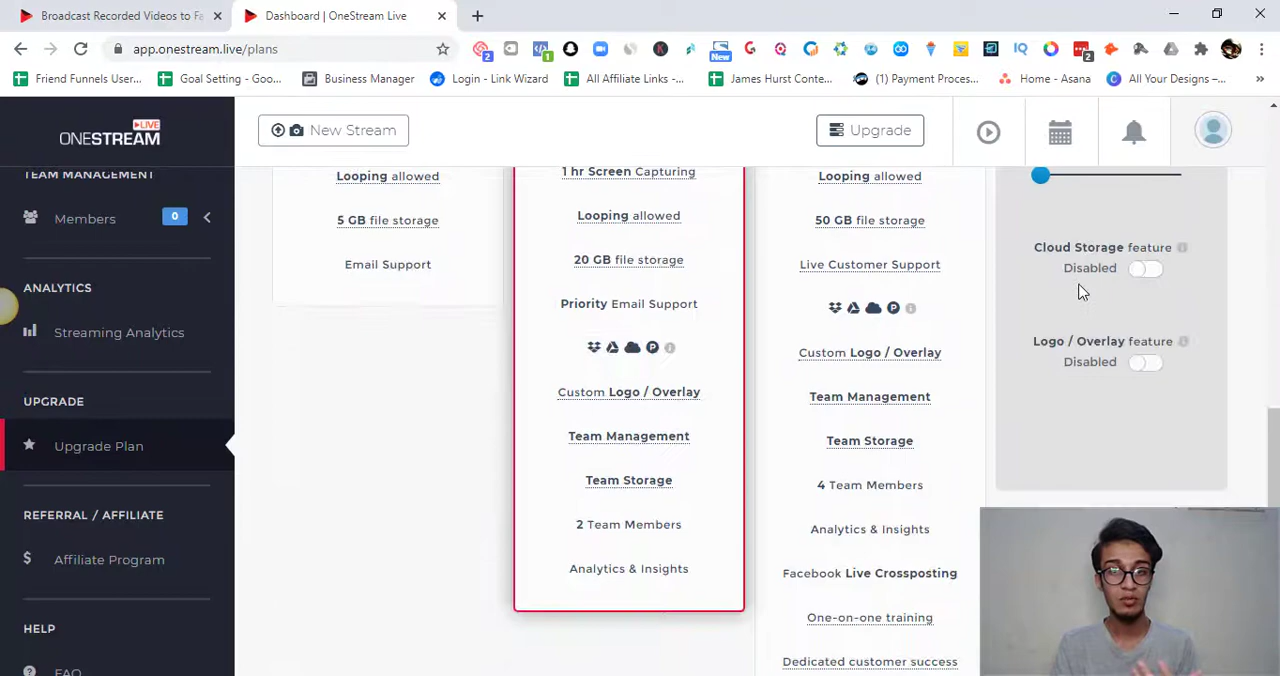 Broadcast Recorded Videos to Fa
Dashboard | OneStream Live
app.onestream.live/plans
2
1
New
IQ
2
Friend Funnels User...
Goal Setting - Goo...
Business Manager
Login - Link Wizard
All Affiliate Links -...
James Hurst Conte...
(1) Payment Proces...
Home - Asana
All Your Designs –...
»
LIVE
ONESTREAM
TEAM MANAGEMENT
Members
0
ANALYTICS
Streaming Analytics
UPGRADE
Upgrade Plan
REFERRAL / AFFILIATE
$ Affiliate Program
HELP
FAQ
New Stream
Upgrade
Looping allowed
5 GB file storage
Email Support
1 hr Screen Capturing
Looping allowed
20 GB file storage
Priority Email Support
Custom Logo / Overlay
Team Management
Team Storage
2 Team Members
Analytics & Insights
Looping allowed
50 GB file storage
Live Customer Support
Custom Logo / Overlay
Team Management
Team Storage
4 Team Members
Analytics & Insights
Facebook Live Crossposting
One-on-one training
Dedicated customer success
Cloud Storage feature
Disabled
Logo / Overlay feature
Disabled